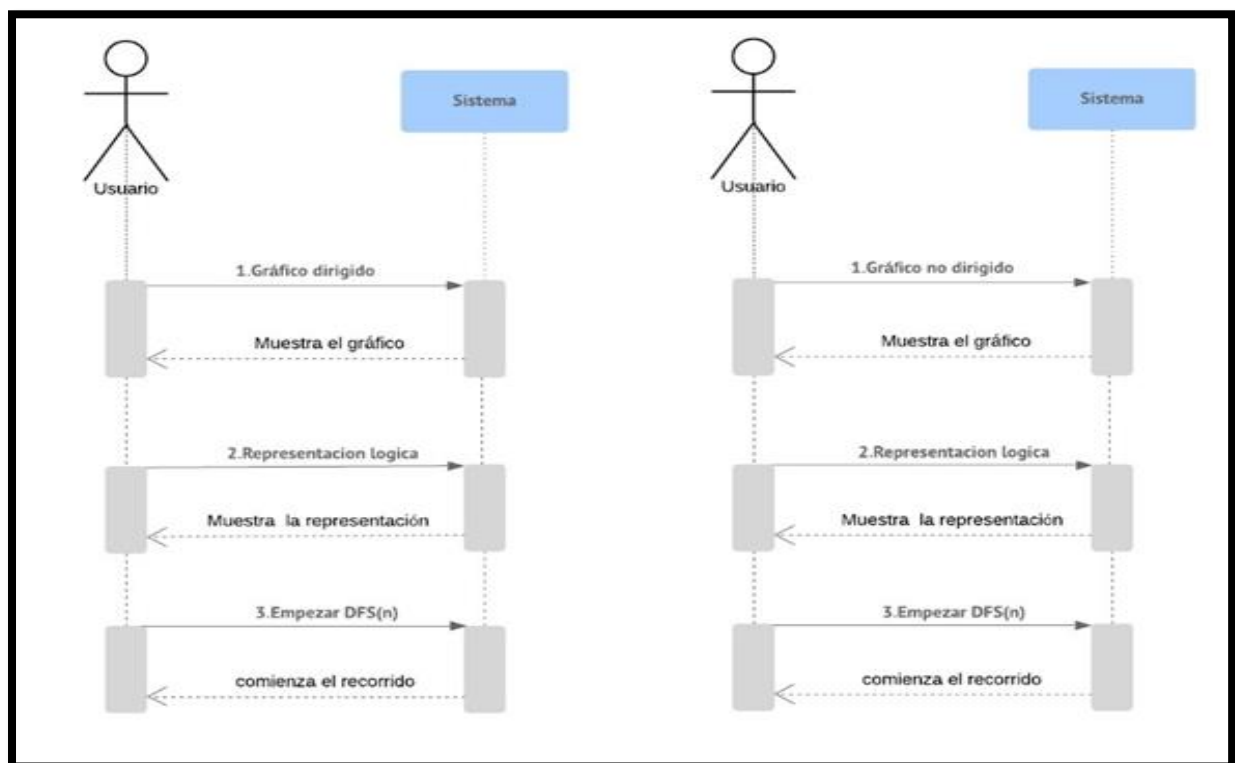 Sistema
Usuario
1.Gráfico dirigido
Muestra el gráfico
2.Representacion logica
Muestra la representación
3.Empezar DFS(n)
comienza el recorrido
Sistema
Usuario
1.Gráfico no dirigido
Muestra el gráfico
2.Representacion logica
Muestra la representación
3.Empezar DFS(n)
comienza el recorrido